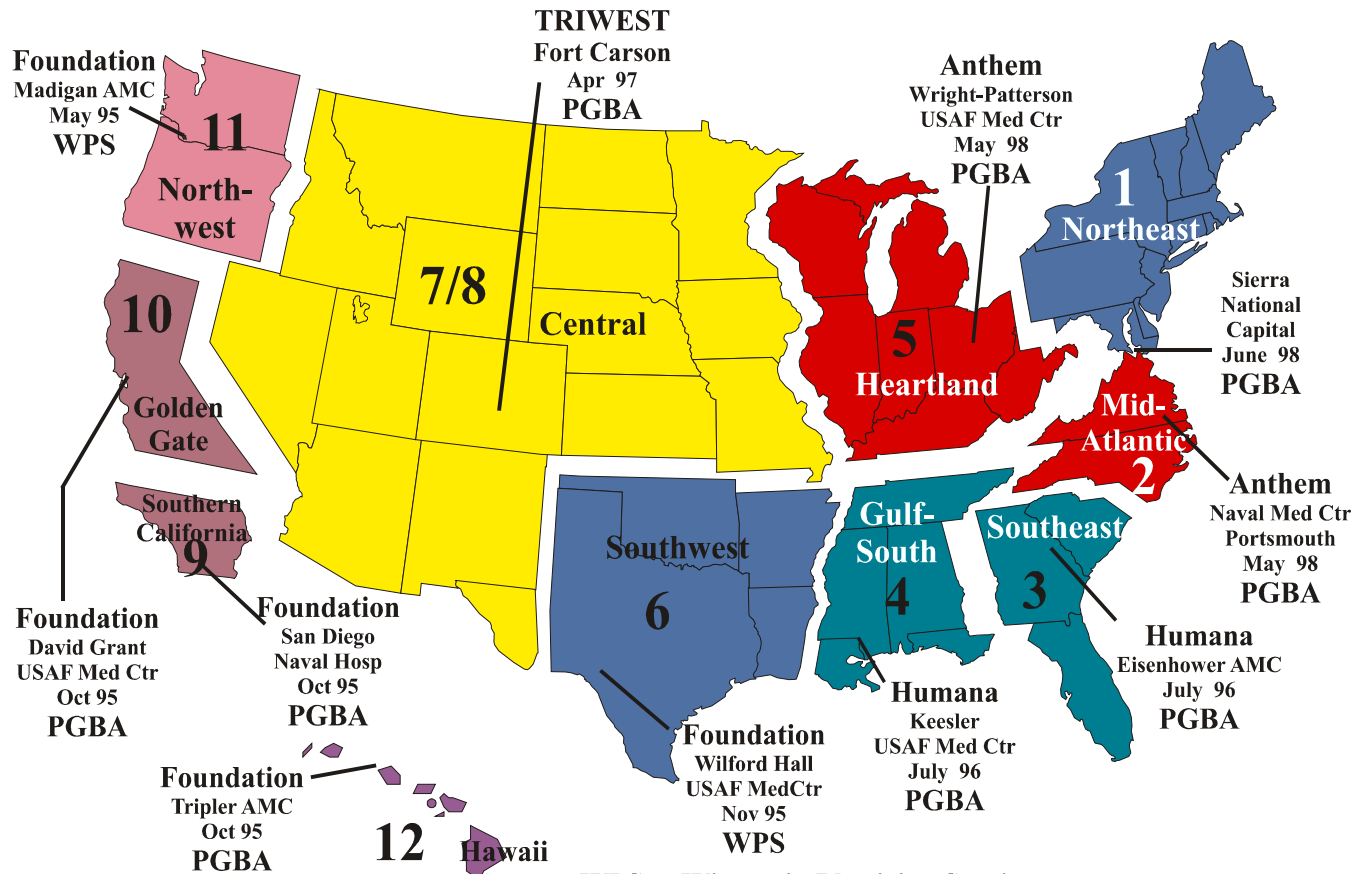 TRIWEST
Fort Carson
Apr 97
PGBA
Foundation
Madigan AMC
May 95
WPS
11
North-
west
Anthem
Wright-Patterson
USAF Med Ctr
May 98
PGBA
1
Northeast
Sierra
National
Capital
June 98
PGBA
7/8
Central
10
Golden
Gate
5
Heartland
Mid-
Atlantic
2
Anthem
Naval Med Ctr
Portsmouth
May 98
PGBA
Southern
California
9
Southwest
6
Gulf-
South
4
Southeast
3
Foundation
David Grant
USAF Med Ctr
Oct 95
PGBA
Foundation
San Diego
Naval Hosp
Oct 95
PGBA
Humana
Eisenhower AMC
July 96
PGBA
Humana
Keesler
USAF Med Ctr
July 96
PGBA
Foundation
Wilford Hall
USAF MedCtr
Nov 95
WPS
Foundation
Tripler AMC
Oct 95
PGBA
12
Hawaii